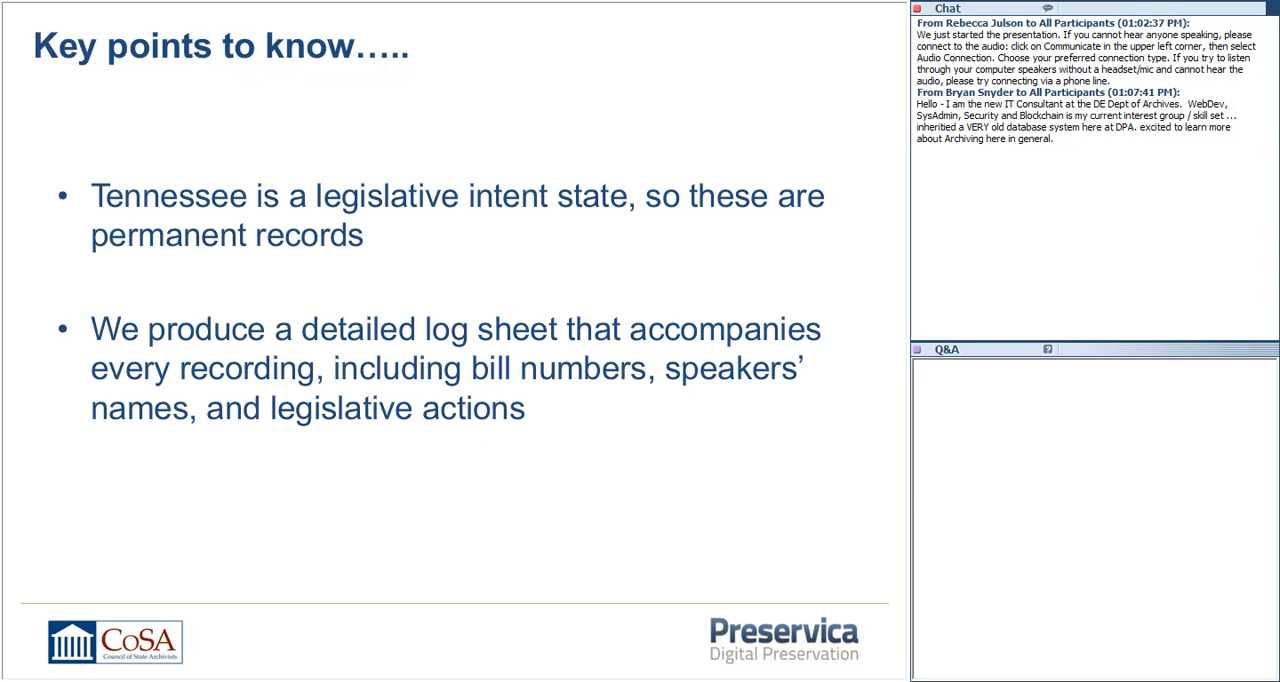 Key points to know…..
• Tennessee is a legislative intent state, so these are
permanent records
• We produce a detailed log sheet that accompanies
every recording, including bill numbers, speakers’
names, and legislative actions
CoSA
Council of State Archivists
Preservica
Digital Preservation
Chat
From Rebecca Julson to All Participants (01:02:37 PM):
We just started the presentation. If you cannot hear anyone speaking, please
connect to the audio: click on Communicate in the upper left corner, then select
Audio Connection. Choose your preferred connection type. If you try to listen
through your computer speakers without a headset/mic and cannot hear the
audio, please try connecting via a phone line.
From Bryan Snyder to All Participants (01:07:41 PM):
Hello - I am the new IT Consultant at the DE Dept of Archives.  WebDev,
SysAdmin, Security and Blockchain is my current interest group / skill set ...
inheritied a VERY old database system here at DPA. excited to learn more
about Archiving here in general.
Q&A